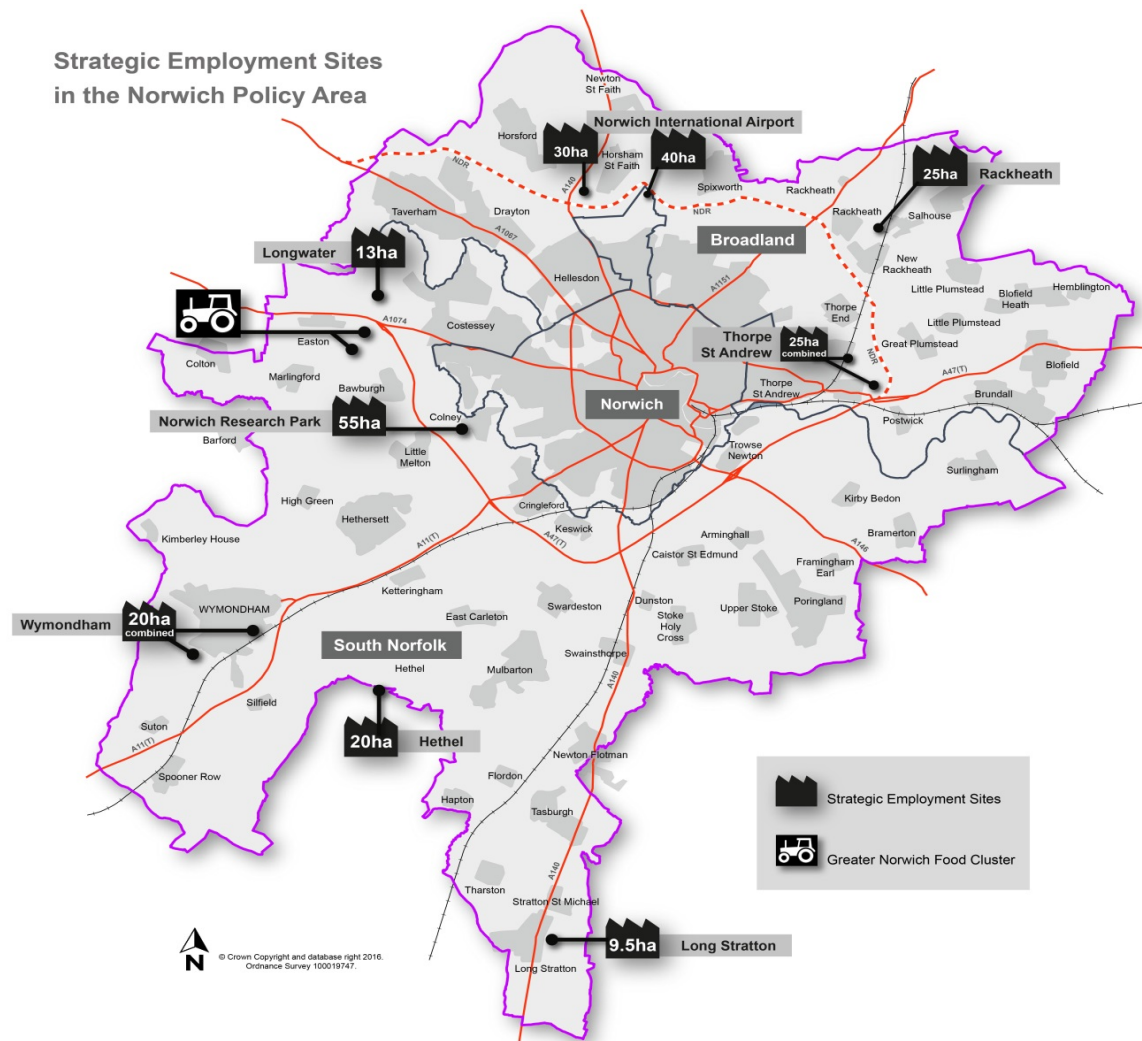 Strategic Employment Sites
in the Norwich Policy Area
Newton
St Faith
Norwich International Airport
Horsford
30ha
Horsham
St Faith
40ha
NDR
A140
Spixworth
Rackheath
25ha
Rackheath
Rackheath
Salhouse
Taverham
Drayton
A1067
NDR
Broadland
Longwater
13ha
Hellesdon
A1151
New
Rackheath
Little Plumstead
Blofield
Heath
Hemblington
Costessey
A1074
Easton
Colton
Marlingford
Bawburgh
Thorpe
End
Little Plumstead
Thorpe
St Andrew
25ha
combined
Great Plumstead
NDR
A47(T)
Blofield
Thorpe
St Andrew
Brundall
Norwich
Norwich Research Park
55ha
Colney
Barford
Little
Melton
Postwick
Trowse
Newton
Surlingham
High Green
Hethersett
Cringleford
Keswick
Kirby Bedon
Bramerton
Kimberley House
A11(T)
A47(T)
Arminghall
Caistor St Edmund
A146
Framingham
Earl
Ketteringham
WYMONDHAM
Wymondham
20ha
combined
East Carleton
Swardeston
Dunston
Stoke
Holy
Cross
Upper Stoke
Poringland
South Norfolk
Hethel
Mulbarton
Swainsthorpe
A140
Silfield
Suton
A11(T)
20ha
Hethel
Spooner Row
Newton Flotman
Flordon
Hapton
Tasburgh
Strategic Employment Sites
Greater Norwich Food Cluster
A140
Tharston
Stratton St Michael
9.5ha
Long Stratton
Long Stratton
N
© Crown Copyright and database right 2016.
Ordnance Survey 100019747.